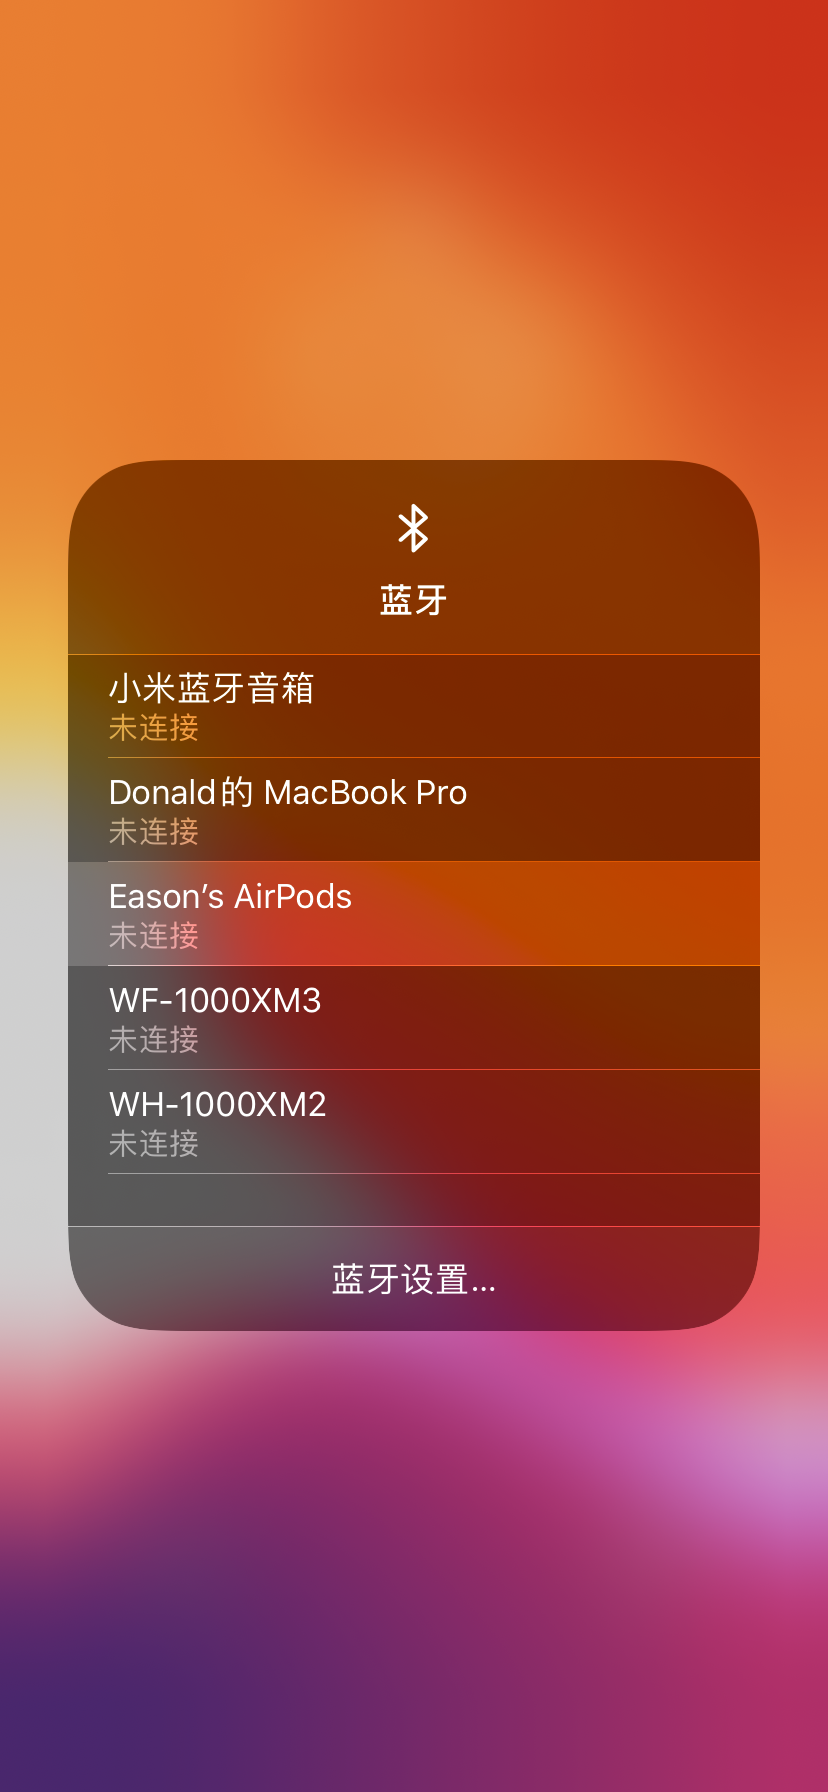 蓝牙
小米蓝牙音箱
未连接
Donald的 MacBook Pro
未连接
Eason’s AirPods
未连接
WF-1000XM3
未连接
WH-1000XM2
未连接
蓝牙设置...